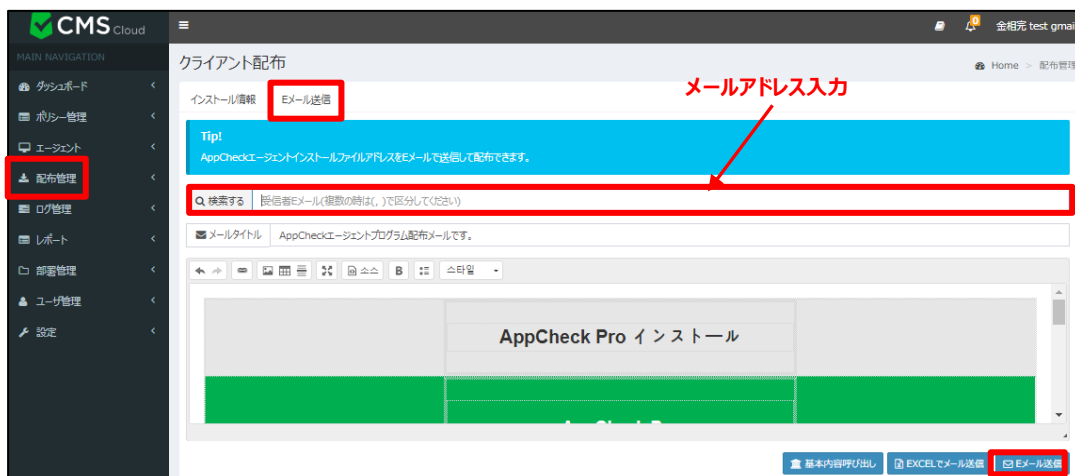 CMS Cloud
金相完 test gmai
MAIN NAVIGATION
ダッシュボード
ポリシー管理
エージェント
配布管理
ログ管理
レポート
部署管理
ユーザ管理
設定
クライアント配布
Home > 配布管理
インストール情報 Eメール送信
メールアドレス入力
Tip!
AppCheckエージェントインストールファイルアドレスをEメールで送信して配布できます。
検索する 受信者Eメール(複数の時は(, )で区分してください)
メールタイトル AppCheckエージェントプログラム配布メールです。
소스 B 스타일
AppCheck Pro インストール
基本内容呼び出し EXCELでメール送信 Eメール送信